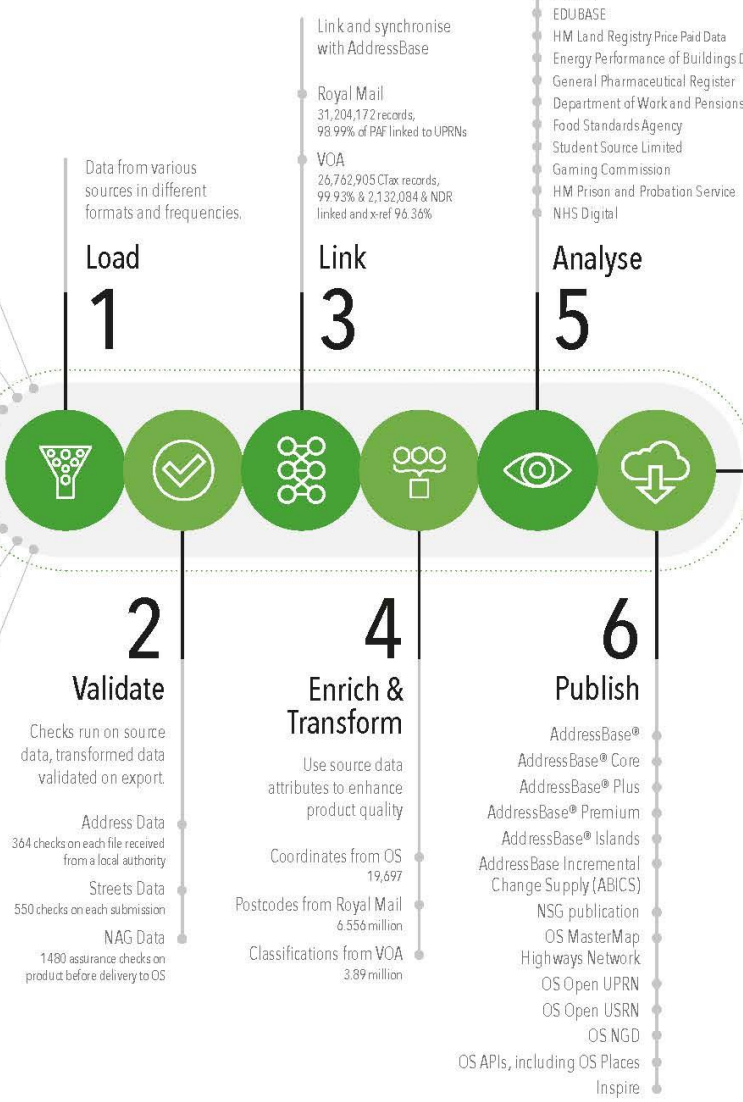 Data from various
sources in different
formats and frequencies.
Load
1
Link and synchronise
with AddressBase
Royal Mail
31,204,172 records,
98.99% of PAF linked to UPRNs
VOA
26,762,905 CTax records,
99.93% & 2,132,084 & NDR
linked and x-ref 96.36%
Link
3
EDUBASE
HM Land Registry Price Paid Data
Energy Performance of Buildings D
General Pharmaceutical Register
Department of Work and Pensions
Food Standards Agency
Student Source Limited
Gaming Commission
HM Prison and Probation Service
NHS Digital
Analyse
5
2
Validate
Checks run on source
data, transformed data
validated on export.
Address Data
364 checks on each file received
from a local authority
Streets Data
550 checks on each submission
NAG Data
1480 assurance checks on
product before delivery to OS
4
Enrich &
Transform
Use source data
attributes to enhance
product quality
Coordinates from OS
19,697
Postcodes from Royal Mail
6.556 million
Classifications from VOA
3.89 million
6
Publish
AddressBase®
AddressBase® Core
AddressBase® Plus
AddressBase® Premium
AddressBase® Islands
AddressBase Incremental
Change Supply (ABICS)
NSG publication
OS MasterMap
Highways Network
OS Open UPRN
OS Open USRN
OS NGD
OS APIs, including OS Places
Inspire